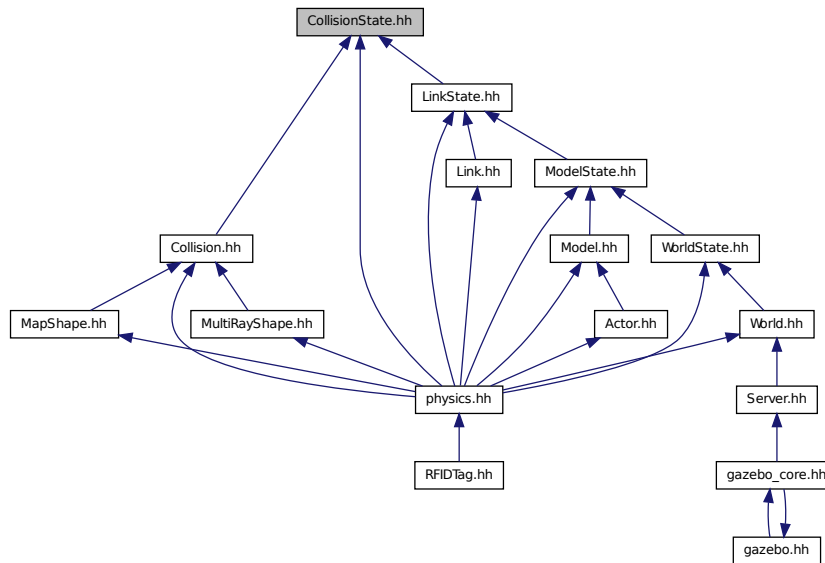 CollisionState.hh
LinkState.hh
Link.hh
ModelState.hh
Collision.hh
Model.hh
WorldState.hh
MapShape.hh
MultiRayShape.hh
Actor.hh
World.hh
physics.hh
Server.hh
RFIDTag.hh
gazebo_core.hh
gazebo.hh